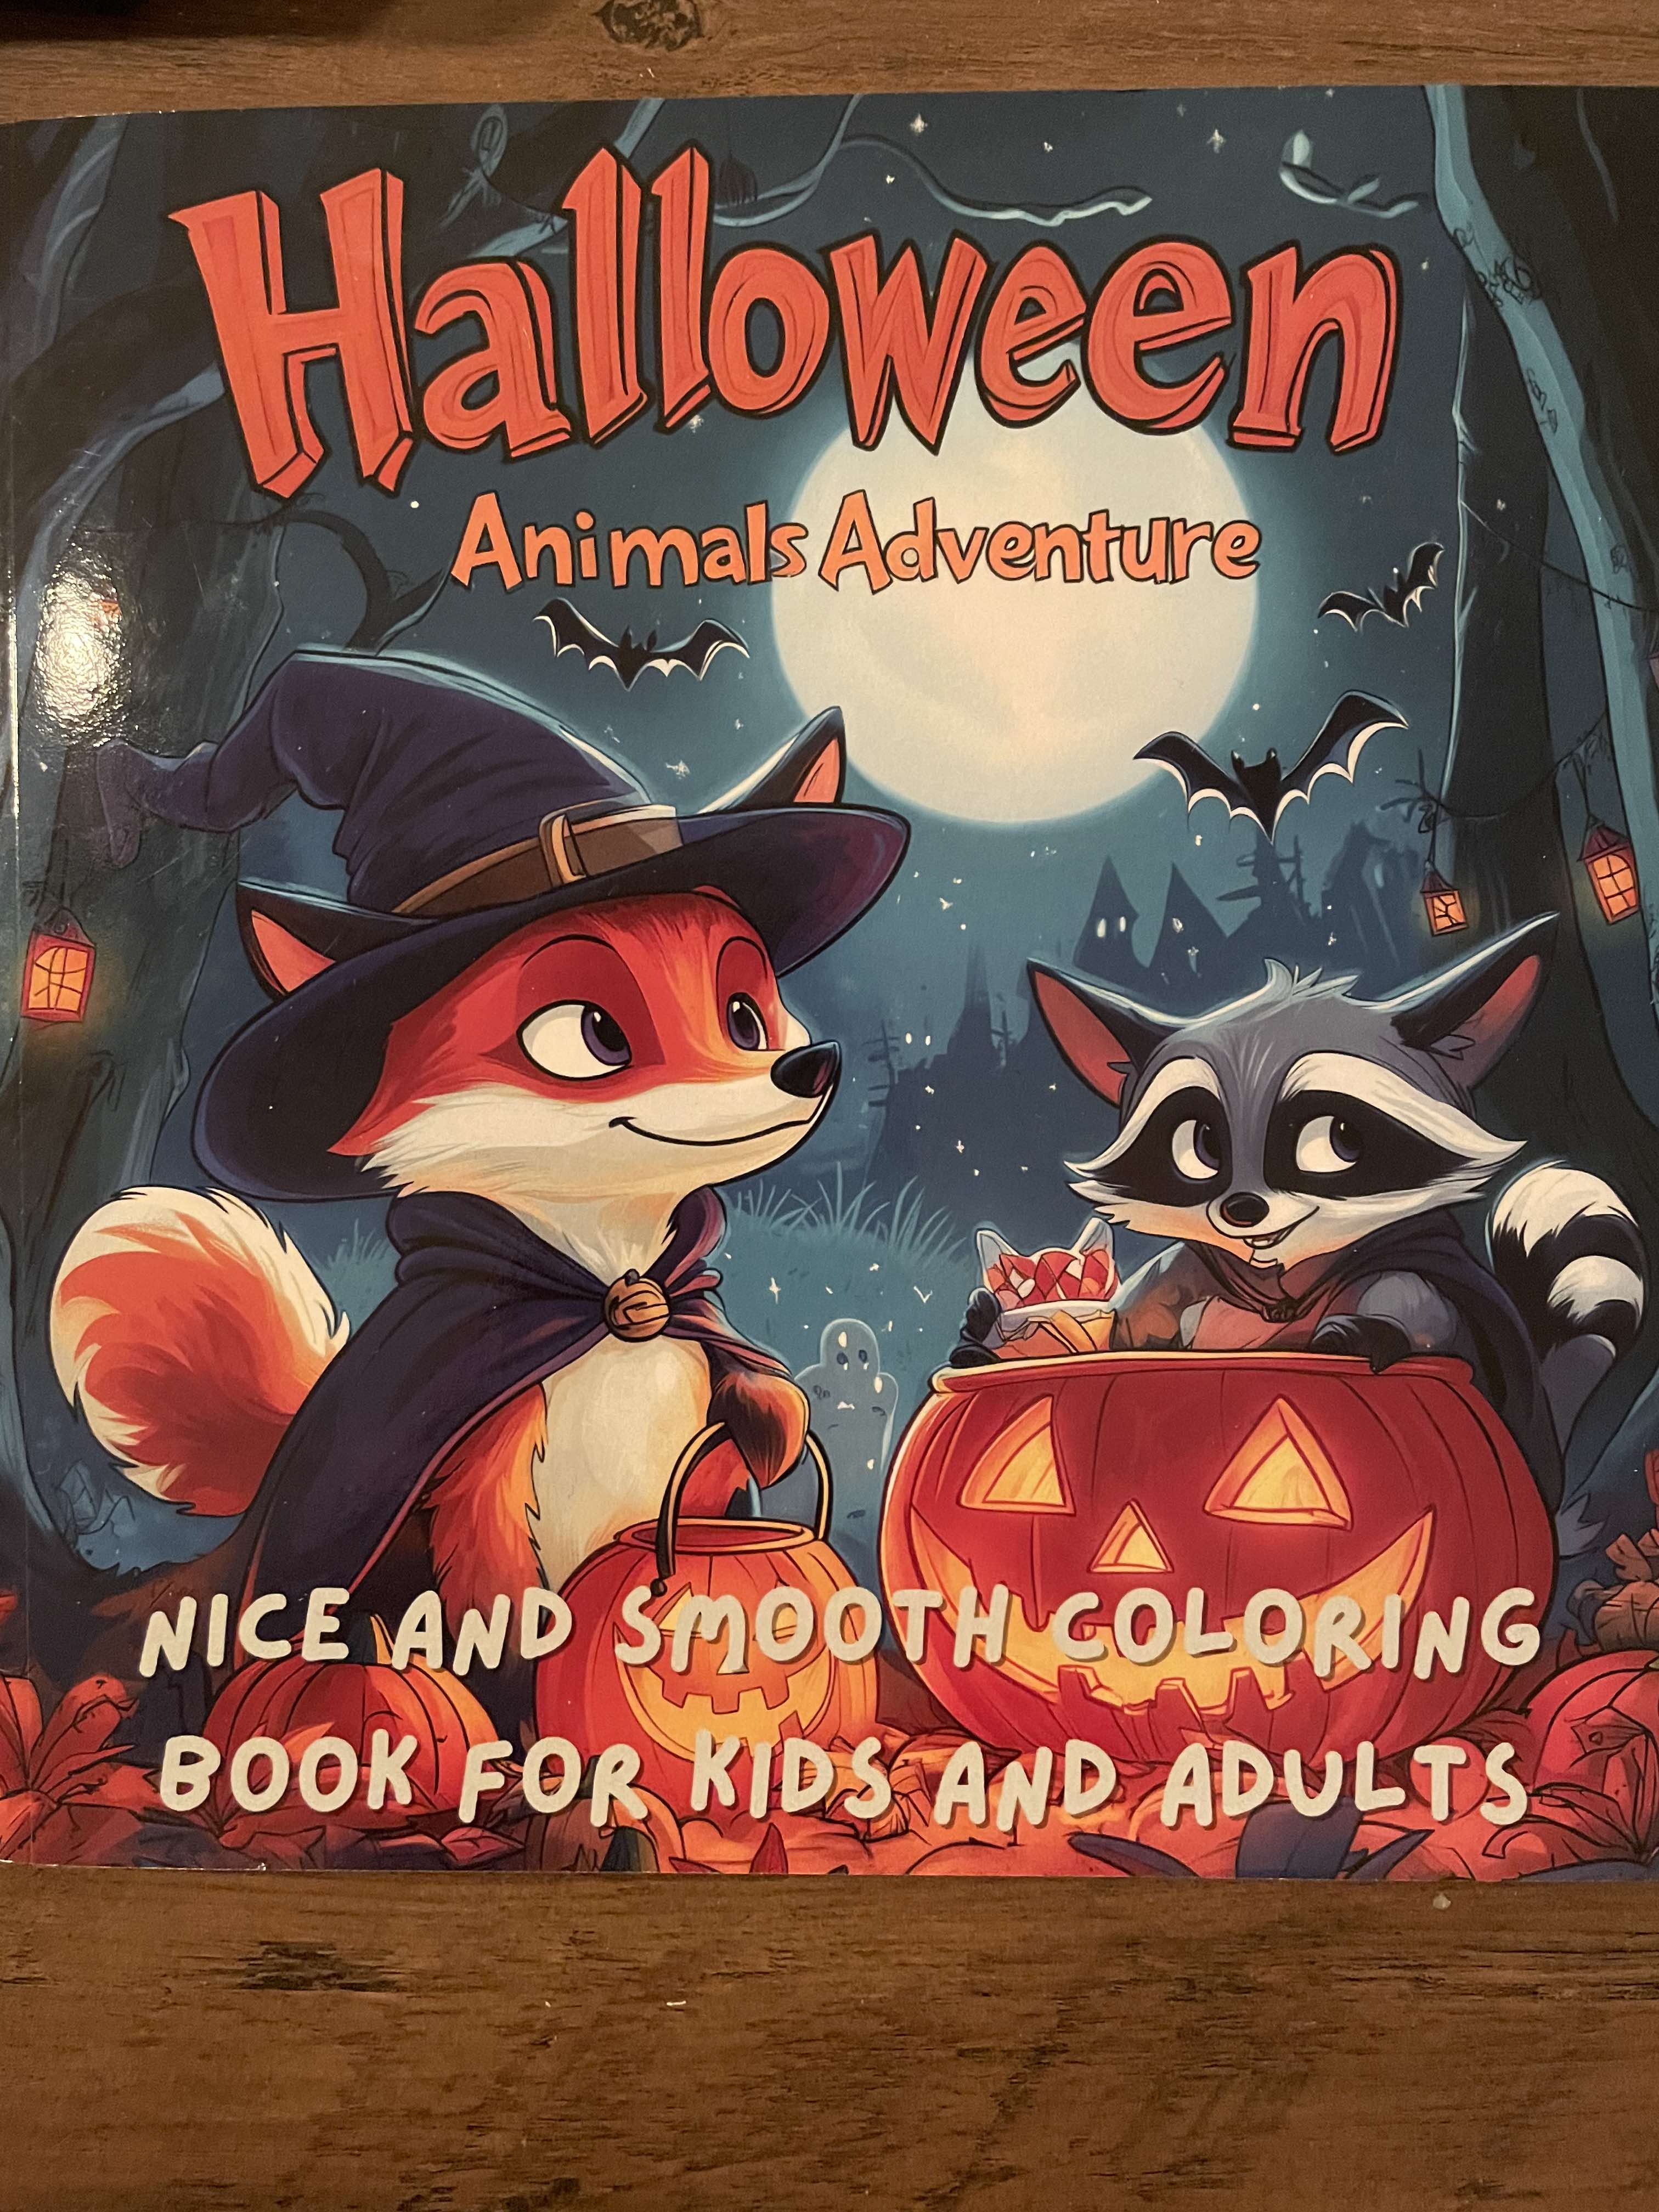 Halloween
Animals Adventure
NICE AND SMOOTH COLORING
BOOK FOR KIDS AND ADULTS